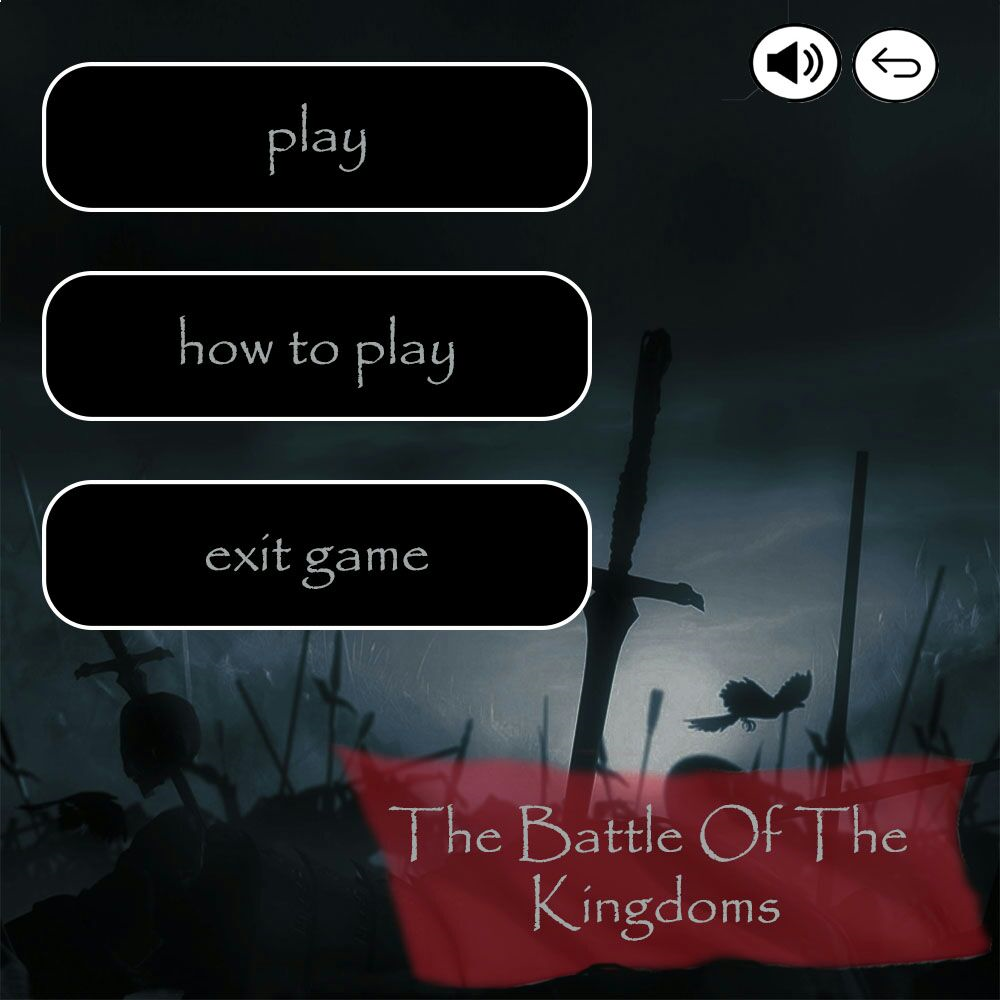 play
how to play
exit game
The Battle Of The
Kingdoms